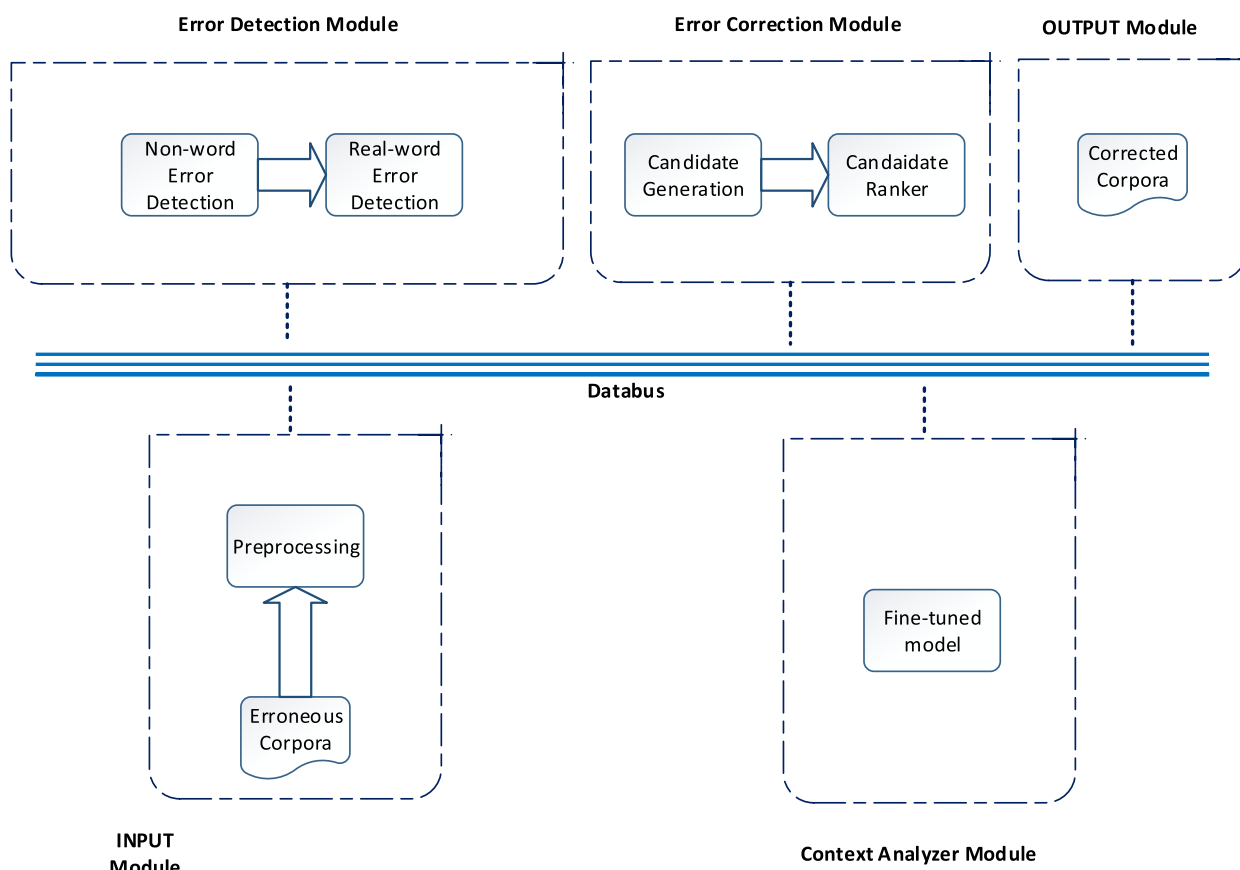 Error Detection Module
Error Correction Module
OUTPUT Module
Non-word
Error
Detection
Real-word
Error
Detection
Candidate
Generation
Candaidate
Ranker
Corrected
Corpora
Databus
Preprocessing
Erroneous
Corpora
Fine-tuned
model
INPUT
Module
Context Analyzer Module